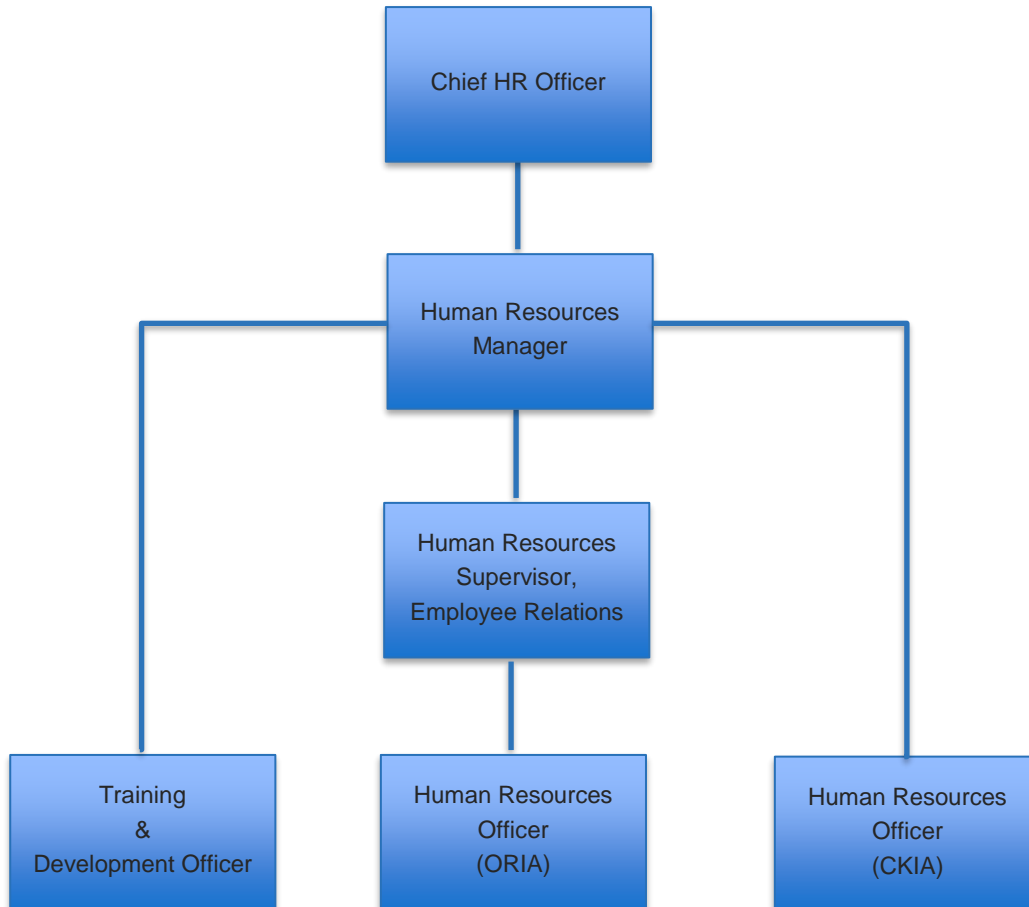 Chief HR Officer
Human Resources
Manager
Human Resources
Supervisor,
Employee Relations
Training
&
Development Officer
Human Resources
Officer
(ORIA)
Human Resources
Officer
(CKIA)